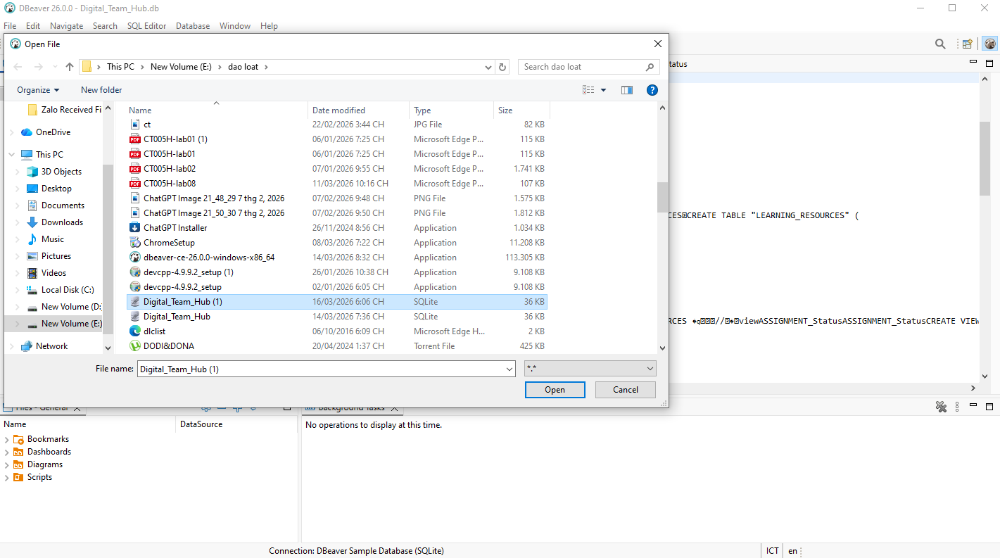 DBeaver 26.0.0 - Digital_Team_Hub.db
File Edit Navigate Search SQL Editor Database Window Help
Open File
This PC > New Volume (E:) > dao loat >
Search dao loat
tatus
Organize New folder
Zalo Received Fi
OneDrive
This PC
3D Objects
Desktop
Documents
Downloads
Music
Pictures
Videos
Local Disk (C:)
New Volume (D:
New Volume (E:)
Network
Name Date modified Type Size
ct 22/02/2026 3:44 CH JPG File 82 KB
CT005H-lab01 (1) 06/01/2026 7:25 CH Microsoft Edge P... 115 KB
CT005H-lab01 06/01/2026 7:25 CH Microsoft Edge P... 115 KB
CT005H-lab02 07/01/2026 9:55 CH Microsoft Edge P... 1.741 KB
CT005H-lab08 11/03/2026 10:16 CH Microsoft Edge P... 107 KB
ChatGPT Image 21_48_29 7 thg 2, 2026 07/02/2026 9:48 CH PNG File 1.575 KB
ChatGPT Image 21_50_30 7 thg 2, 2026 07/02/2026 9:50 CH PNG File 1.812 KB
ChatGPT Installer 26/11/2024 8:56 CH Application 1.034 KB
ChromeSetup 08/03/2026 7:22 CH Application 11.208 KB
dbeaver-ce-26.0.0-windows-x86_64 14/03/2026 8:32 CH Application 113.305 KB
devcpp-4.9.9.2_setup (1) 26/01/2026 10:38 CH Application 9.108 KB
devcpp-4.9.9.2_setup 02/01/2026 6:05 CH Application 9.108 KB
Digital_Team_Hub (1) 16/03/2026 6:06 CH SQLite 36 KB
Digital_Team_Hub 14/03/2026 7:36 CH SQLite 36 KB
dlclist 06/10/2016 6:09 CH Microsoft Edge H... 2 KB
DODI&DONA 20/04/2024 1:37 CH Torrent File 425 KB
File name: Digital_Team_Hub (1) *.*
Open Cancel
CES CREATE TABLE "LEARNING_RESOURCES" (
RCES �q // � viewASSIGNMENT_StatusASSIGNMENT_StatusCREATE VIEW
Files - General
Name DataSource
Bookmarks
Dashboards
Diagrams
Scripts
Background Tasks
No operations to display at this time.
Connection: DBeaver Sample Database (SQLite)
ICT en